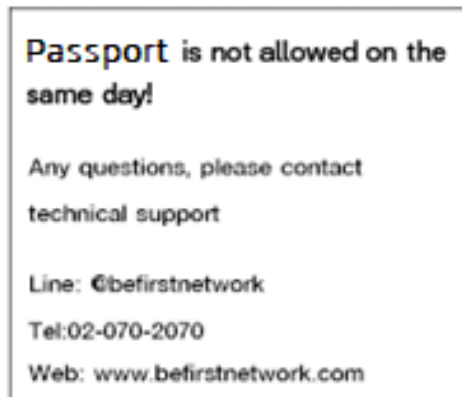 Passport is not allowed on the
same day!
Any questions, please contact
technical support
Line: @befirstnetwork
Tel:02-070-2070
Web: www.befirstnetwork.com